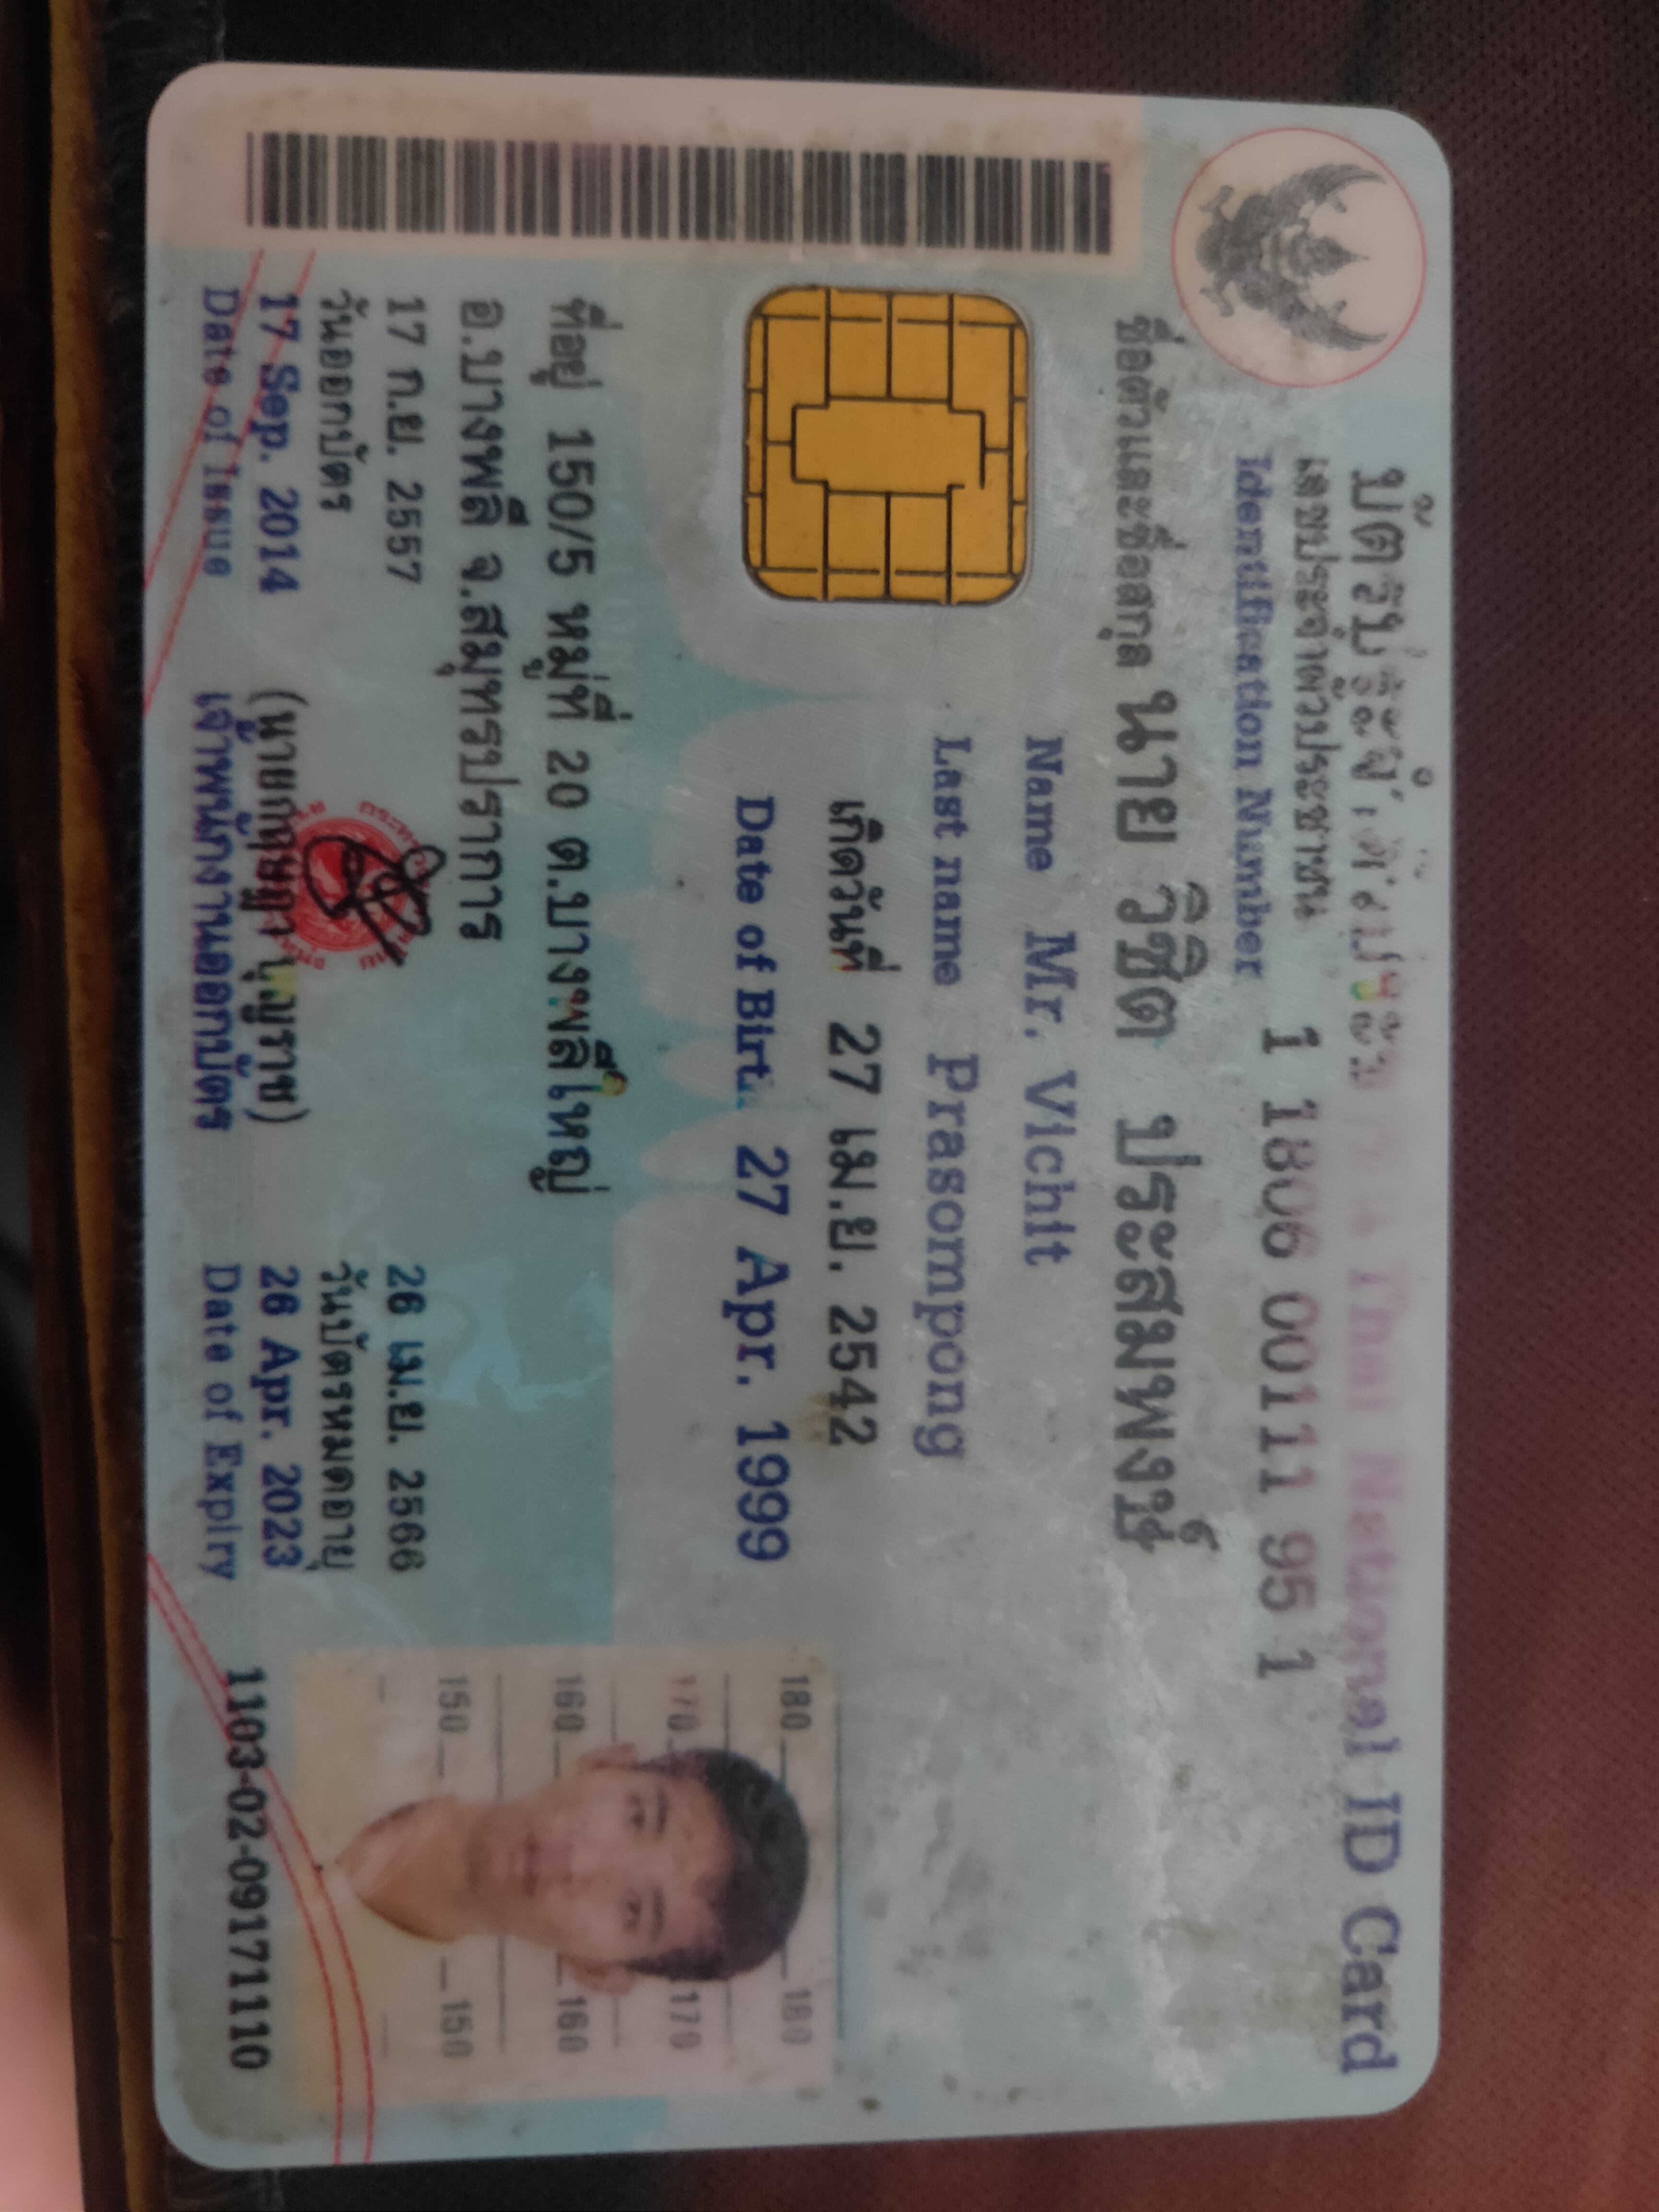 บัตรประจำตัวประชาชน Thai National ID Card
เลขประจำตัวประชาชน
Identification Number
1 1806 00111 95 1
ชื่อตัวและชื่อสกุล นาย วิชิต ประสมพงษ์
Name Mr. Vichit
Last name Prasompong
เกิดวันที่ 27 เม.ย. 2542
Date of Birth 27 Apr. 1999
ที่อยู่ 150/5 หมู่ที่ 20 ต.บางพลีใหญ่
อ.บางพลี จ.สมุทรปราการ
17 ก.ย. 2557
วันออกบัตร
17 Sep. 2014
Date of Issue
(นายกฤษฎา บุญราช)
เจ้าพนักงานออกบัตร
26 เม.ย. 2566
วันบัตรหมดอายุ
26 Apr. 2023
Date of Expiry
180 180
170 170
160 160
150 150
1103-02-09171110